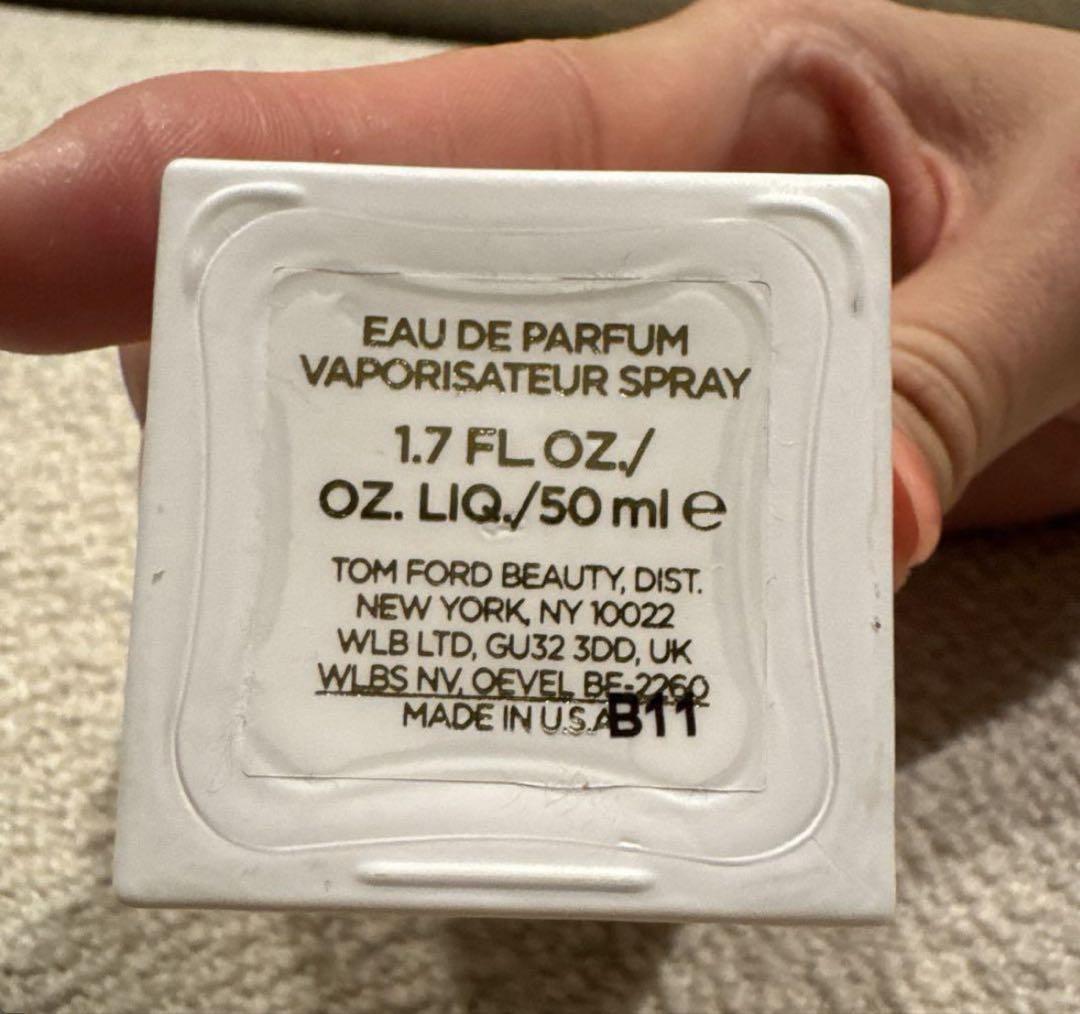 EAU DE PARFUM
VAPORISATEUR SPRAY
1.7 FL OZ./
OZ. LIQ./50 ml ℮
TOM FORD BEAUTY, DIST.
NEW YORK, NY 10022
WLB LTD, GU32 3DD, UK
WLBS NV, OEVEL BE-2260
MADE IN U.S.A B11